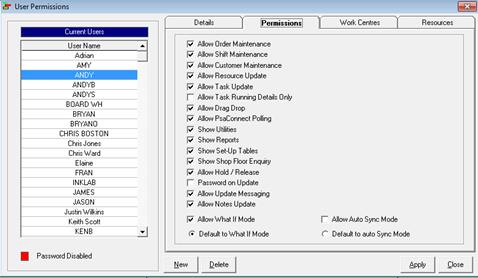 User Permissions
Current Users
User Name
Adrian
AMY
ANDY
ANDYB
ANDYS
BOARD WH
BRYAN
BRYANO
CHRIS BOSTON
Chris Jones
Chris Ward
Elaine
FRAN
INKLAB
JAMES
JASON
Justin Wilkins
Keith Scott
KENB
Password Disabled
Details
Permissions
Work Centres
Resources
Allow Order Maintenance
Allow Shift Maintenance
Allow Customer Maintenance
Allow Resource Update
Allow Task Update
Allow Task Running Details Only
Allow Drag Drop
Allow PsaConnect Polling
Show Utilities
Show Reports
Show Set-Up Tables
Show Shop Floor Enquiry
Allow Hold / Release
Password on Update
Allow Update Messaging
Allow Notes Update
Allow What If Mode
Allow Auto Sync Mode
Default to What If Mode
Default to auto Sync Mode
New
Delete
Apply
Close